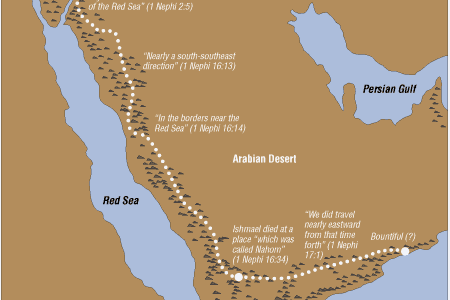 of the Red Sea” (1 Nephi 2:5)
“Nearly a south-southeast
direction” (1 Nephi 16:13)
Persian Gulf
“In the borders near the
Red Sea” (1 Nephi 16:14)
Arabian Desert
Red Sea
Ishmael died at a
place “which was
called Nahom”
(1 Nephi 16:34)
“We did travel
nearly eastward
from that time
forth” (1 Nephi
17:1)
Bountiful (?)